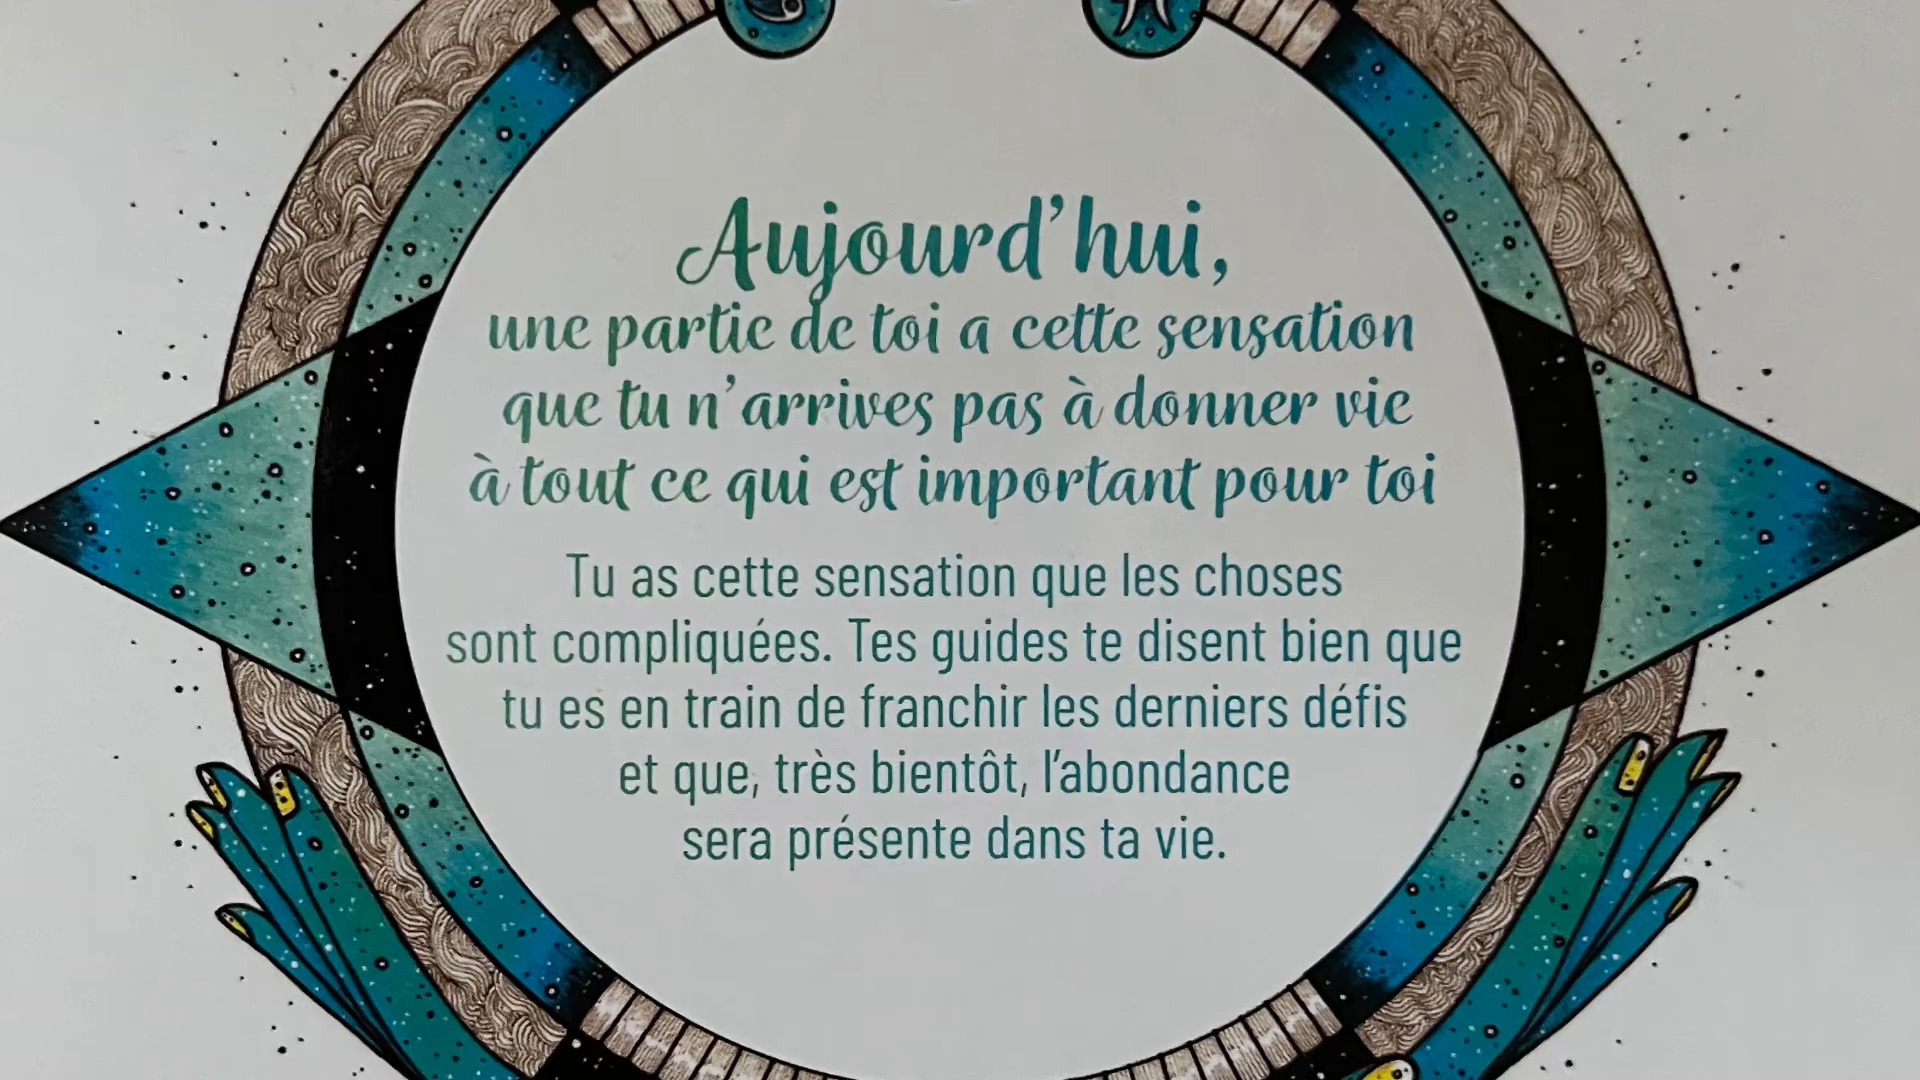 Aujourd'hui,
une partie de toi a cette sensation
que tu n'arrives pas à donner vie
à tout ce qui est important pour toi
Tu as cette sensation que les choses
sont compliquées. Tes guides te disent bien que
tu es en train de franchir les derniers défis
et que, très bientôt, l'abondance
sera présente dans ta vie.